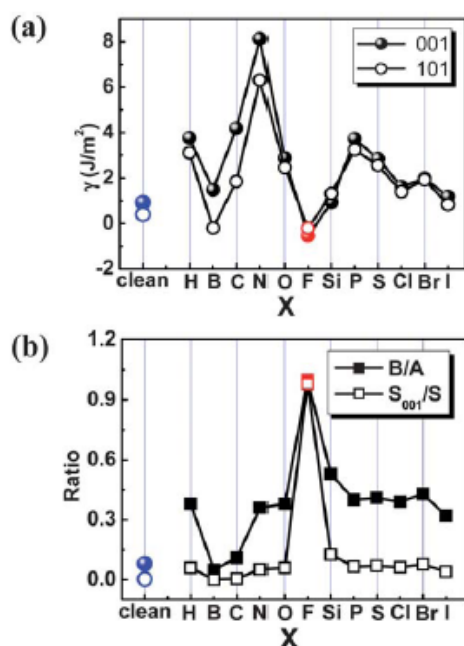 (a)
8
6
4
2
0
-2
γ (J/m²)
001
101
clean H B C N O F Si P S Cl Br I
X
(b)
1.2
0.9
0.6
0.3
0.0
Ratio
B/A
S₀₀₁/S
clean H B C N O F Si P S Cl Br I
X